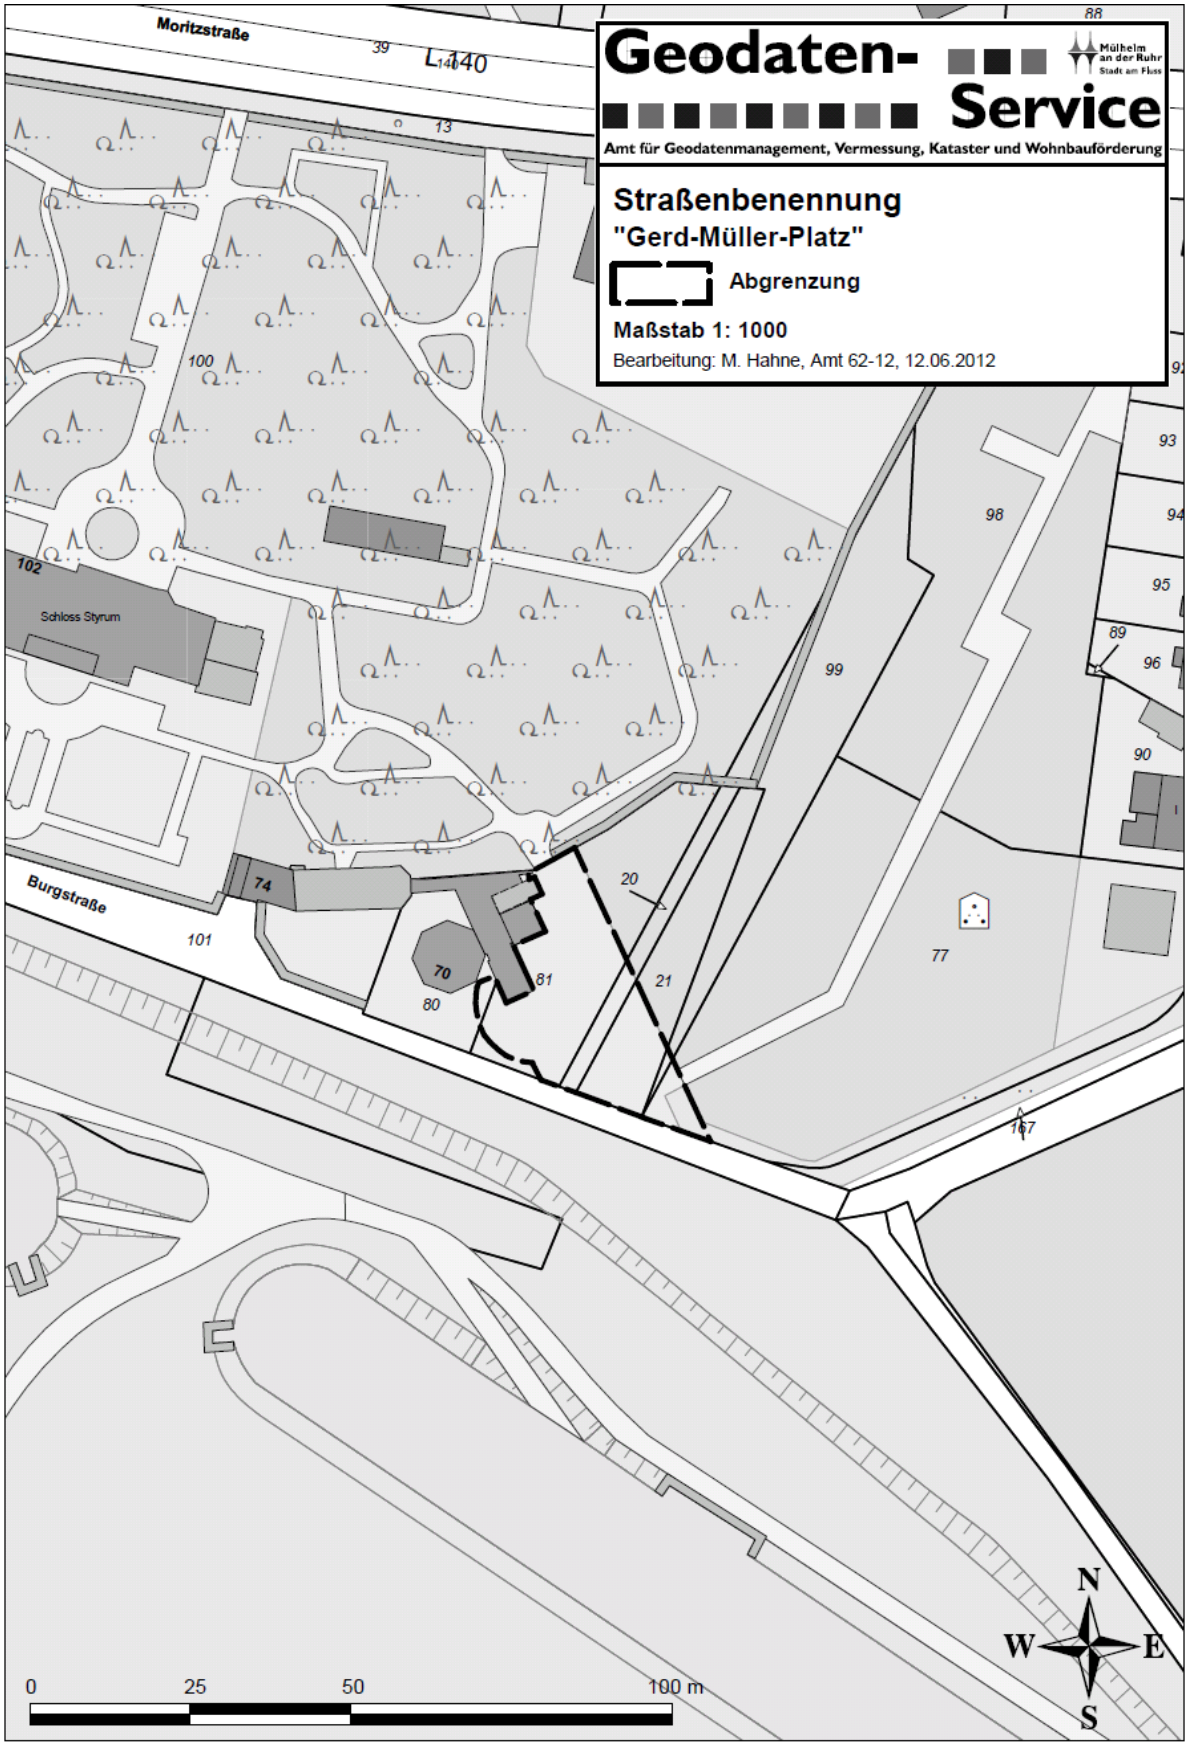 Moritzstraße
39
L 140
140
13
88
Geodaten-
Service
Mülheim
an der Ruhr
Stadt am Fluss
Amt für Geodatenmanagement, Vermessung, Kataster und Wohnbauförderung
Straßenbenennung
"Gerd-Müller-Platz"
Abgrenzung
Maßstab 1: 1000
Bearbeitung: M. Hahne, Amt 62-12, 12.06.2012
100
92
93
98
94
102
95
Schloss Styrum
89
96
99
90
I
74
20
Burgstraße
101
77
70
81
21
80
167
N
W
E
S
0
25
50
100 m